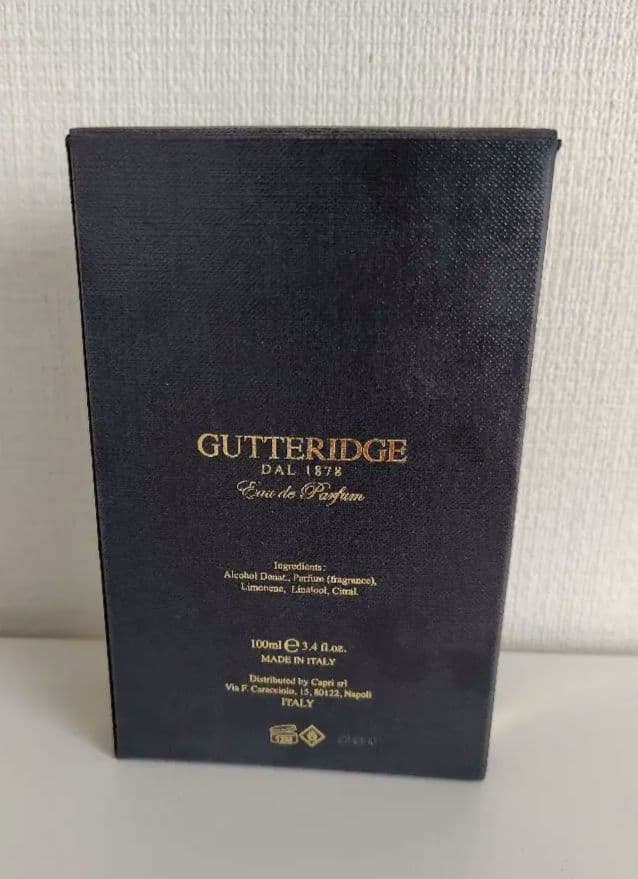 GUTTERIDGE
DAL 1878
Eau de Parfum
Ingredients:
Alcohol Denat., Parfum (fragrance),
Limonene, Linalool, Citral.
100ml ℮ 3.4 fl.oz.
MADE IN ITALY
Distributed by Capri srl
Via F. Caracciolo, 15, 80122, Napoli
ITALY
12M